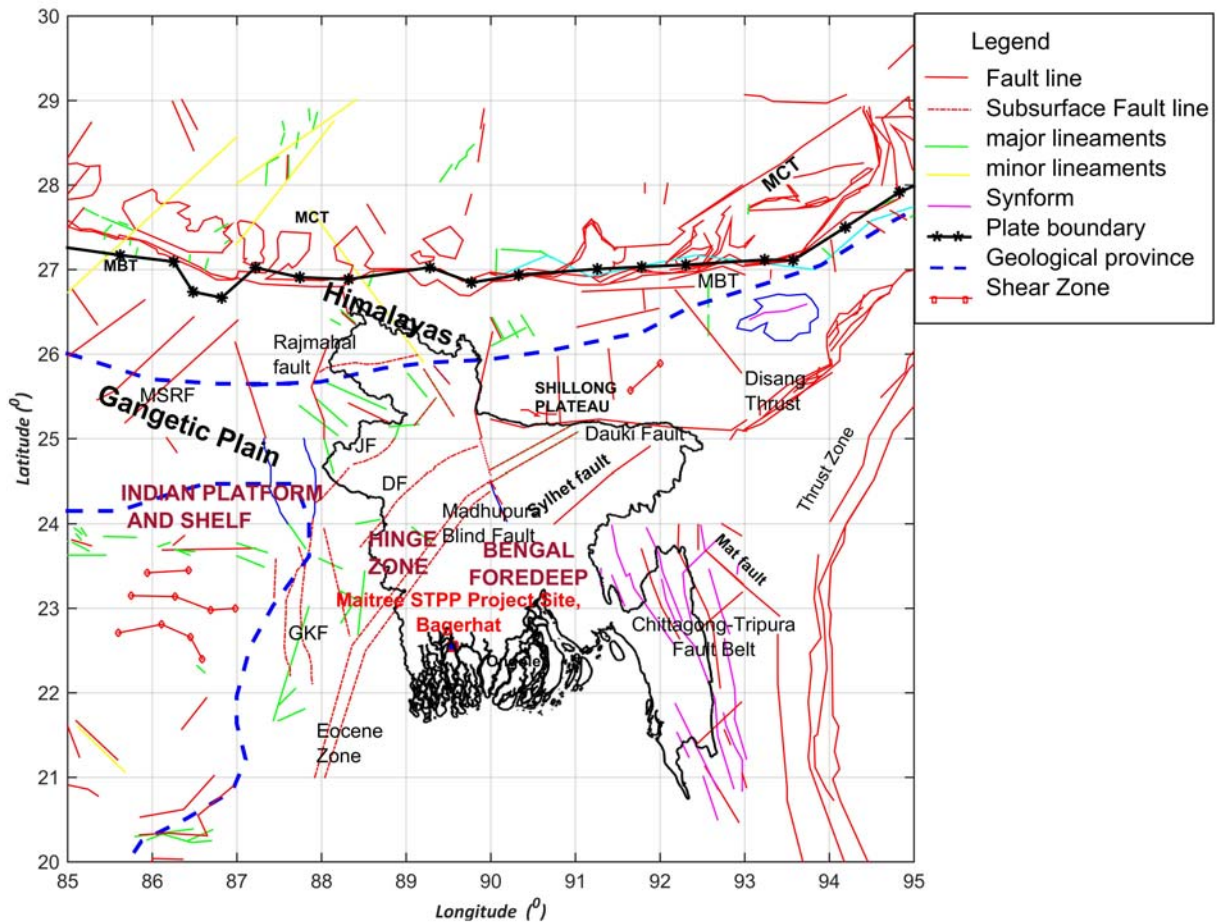 30
29
28
27
26
25
24
23
22
21
20
85
86
87
88
89
90
91
92
93
94
95
Latitude (⁰)
Longitude (⁰)
Legend
Fault line
Subsurface Fault line
major lineaments
minor lineaments
Synform
Plate boundary
Geological province
Shear Zone
MCT
MCT
MBT
MBT
Himalayas
Rajmahal
fault
MSRF
Gangetic Plain
SHILLONG
PLATEAU
Disang
Thrust
Dauki Fault
JF
DF
Sylhet fault
Thrust Zone
INDIAN PLATFORM
AND SHELF
Madhupura
Blind Fault
HINGE
ZONE
BENGAL
FOREDEEP
Mat fault
Maitree STPP Project Site,
Bagerhat
GKF
Chittagong-Tripura
Fault Belt
Eocene
Zone